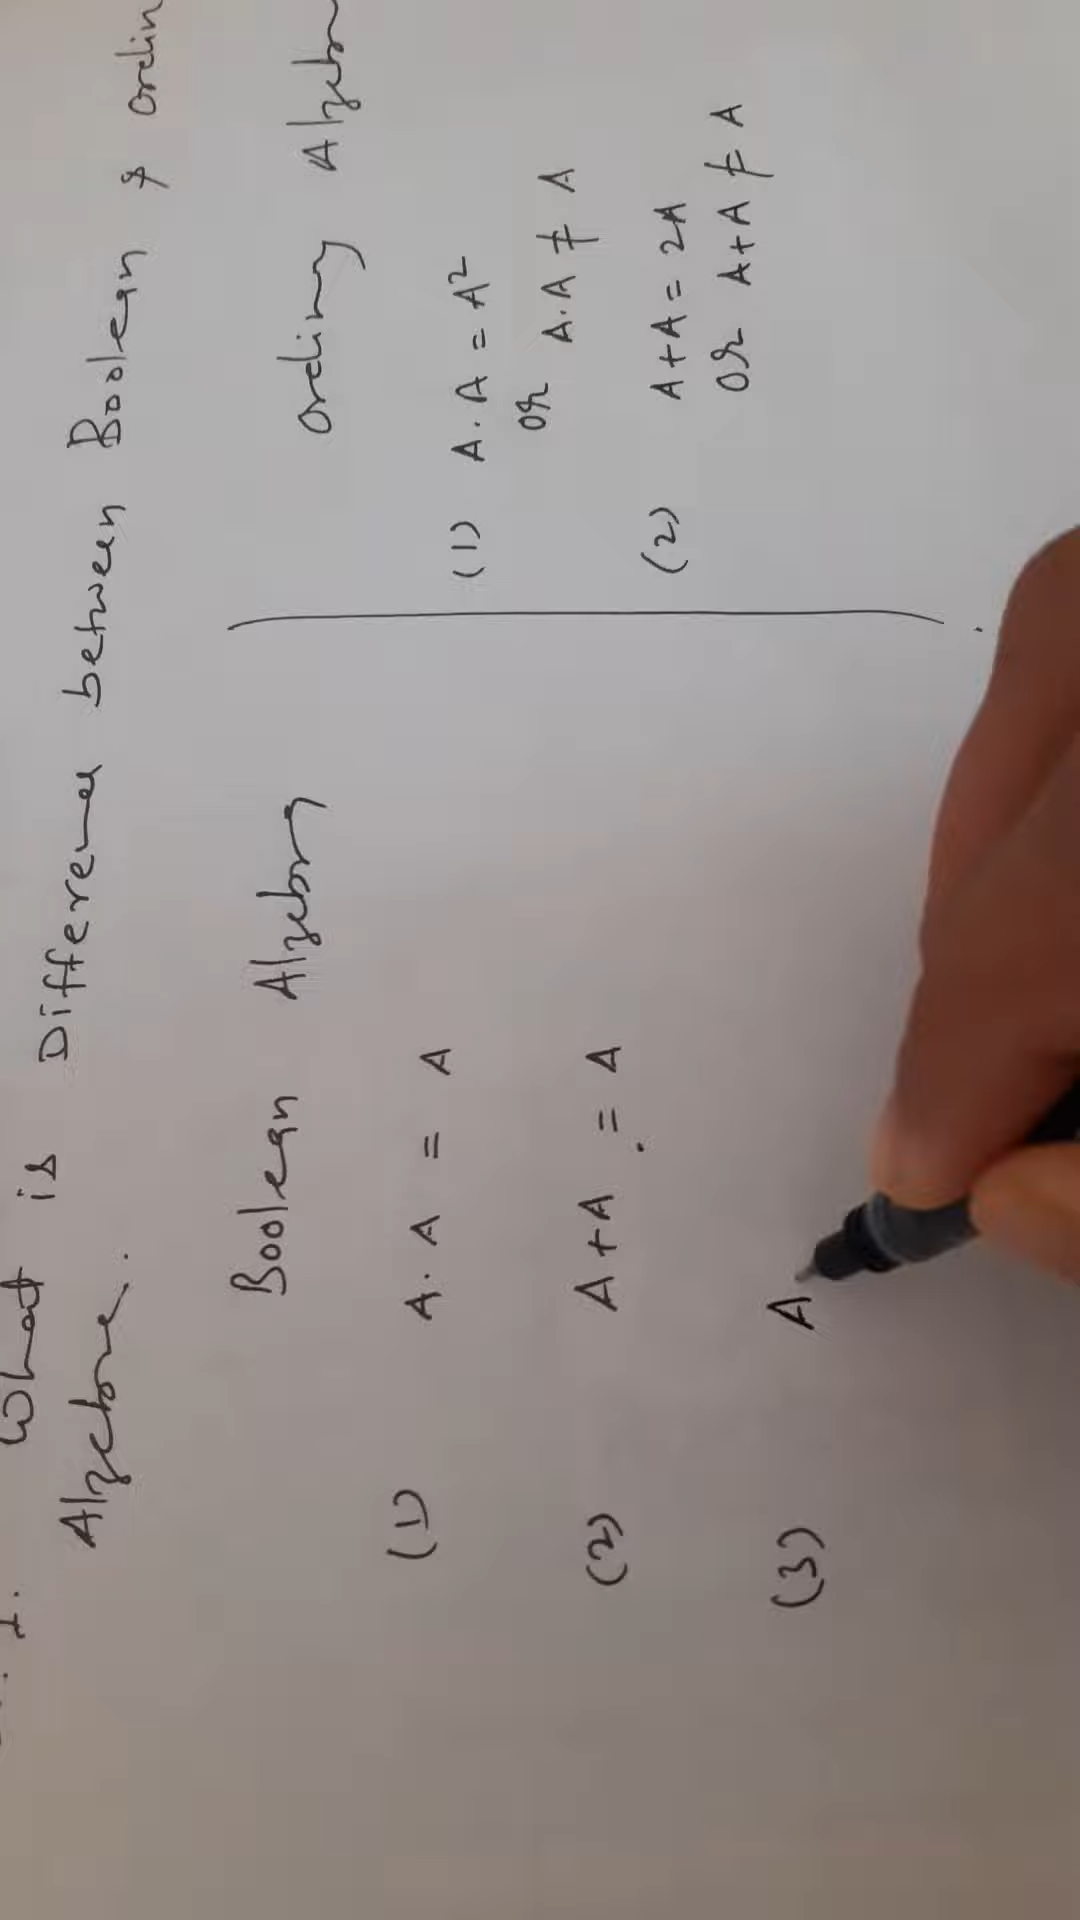 1. What is Difference between Boolean & ordin
Algebra.
Boolean Algebra
(1) A . A = A
(2) A + A = A
(3) A
ordinary Algebra
(1) A . A = A²
or A . A ≠ A
(2) A + A = 2A
or A + A ≠ A